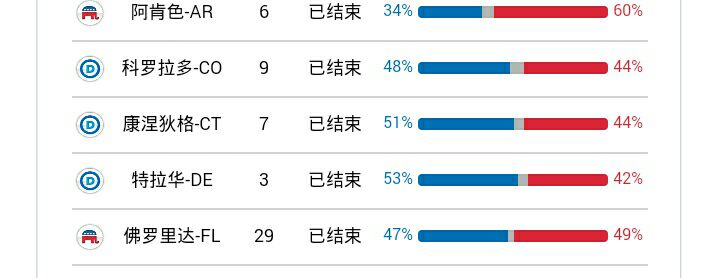 阿肯色-AR 6 已结束 34% 60%
科罗拉多-CO 9 已结束 48% 44%
康涅狄格-CT 7 已结束 51% 44%
特拉华-DE 3 已结束 53% 42%
佛罗里达-FL 29 已结束 47% 49%